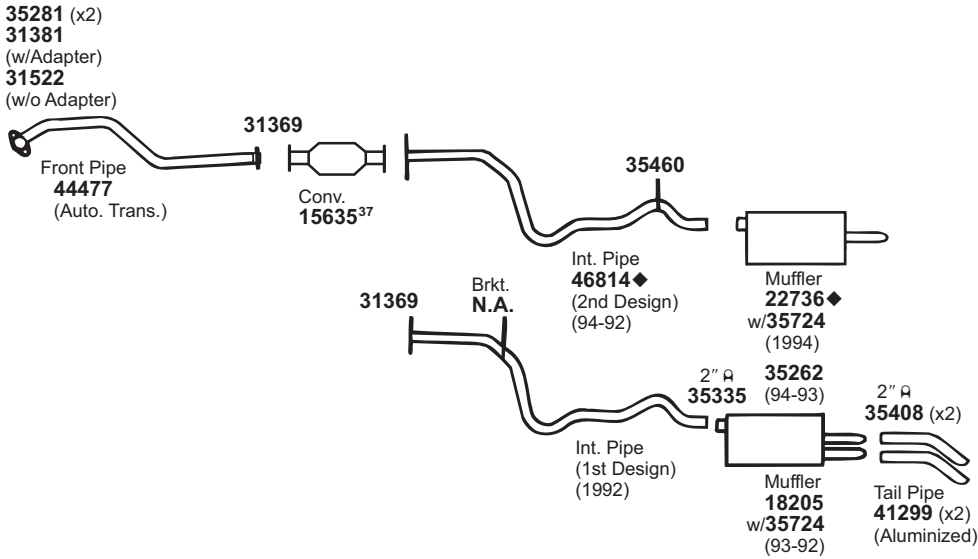 35281 (x2)
31381
(w/Adapter)
31522
(w/o Adapter)
31369
Front Pipe
44477
(Auto. Trans.)
Conv.
15635³⁷
35460
Int. Pipe
46814◆
(2nd Design)
(94-92)
Muffler
22736◆
w/35724
(1994)
31369
Brkt.
N.A.
2″
35335
35262
(94-93)
2″
35408 (x2)
Int. Pipe
(1st Design)
(1992)
Muffler
18205
w/35724
(93-92)
Tail Pipe
41299 (x2)
(Aluminized)